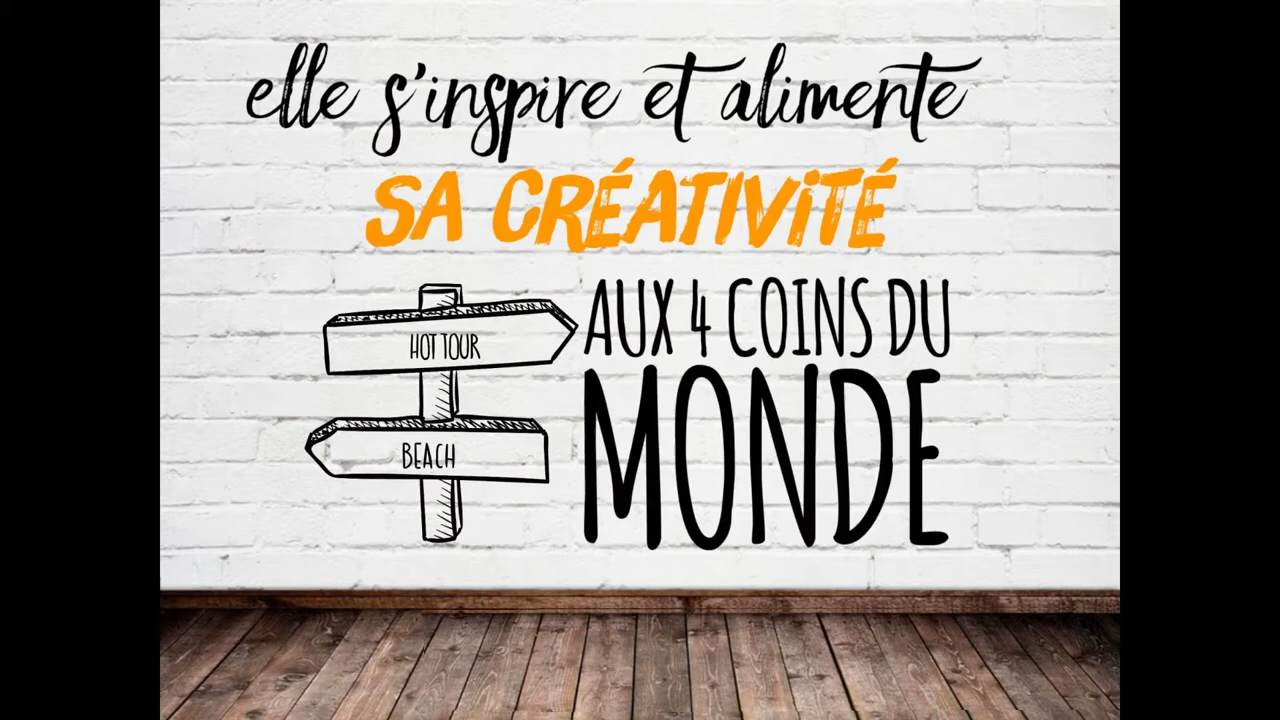 elle s'inspire et alimente
SA CRÉATIVITÉ
AUX 4 COINS DU
MONDE
HOT TOUR
BEACH